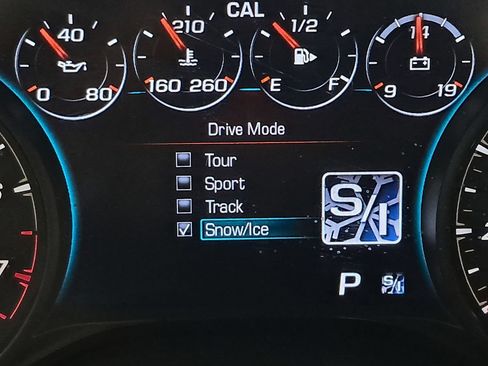 CAL
40
0 80
210
160 260
1/2
E F
14
9 19
Drive Mode
Tour
Sport
Track
Snow/Ice
S/I
P S/I
7